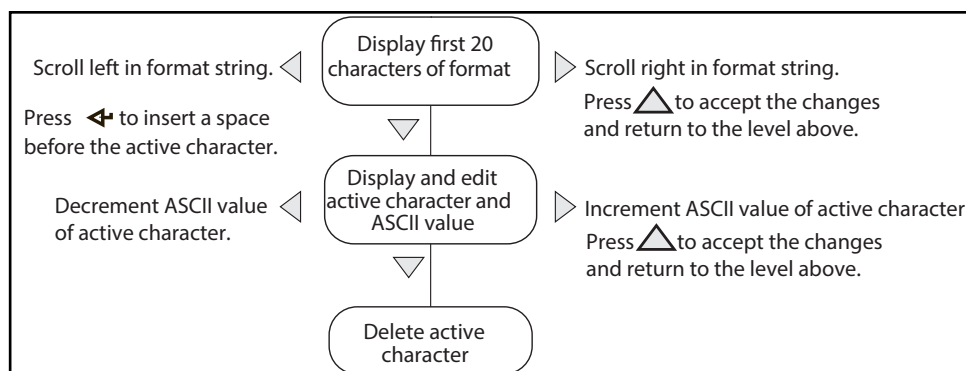 Display first 20
characters of format
Scroll left in format string.
Scroll right in format string.
Press to insert a space
before the active character.
Press to accept the changes
and return to the level above.
Display and edit
active character and
ASCII value
Decrement ASCII value
of active character.
Increment ASCII value of active character
Press to accept the changes
and return to the level above.
Delete active
character